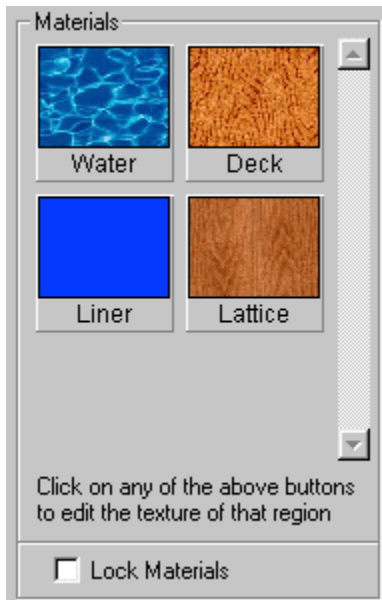 Materials
Water Deck
Liner Lattice
Click on any of the above buttons
to edit the texture of that region
Lock Materials